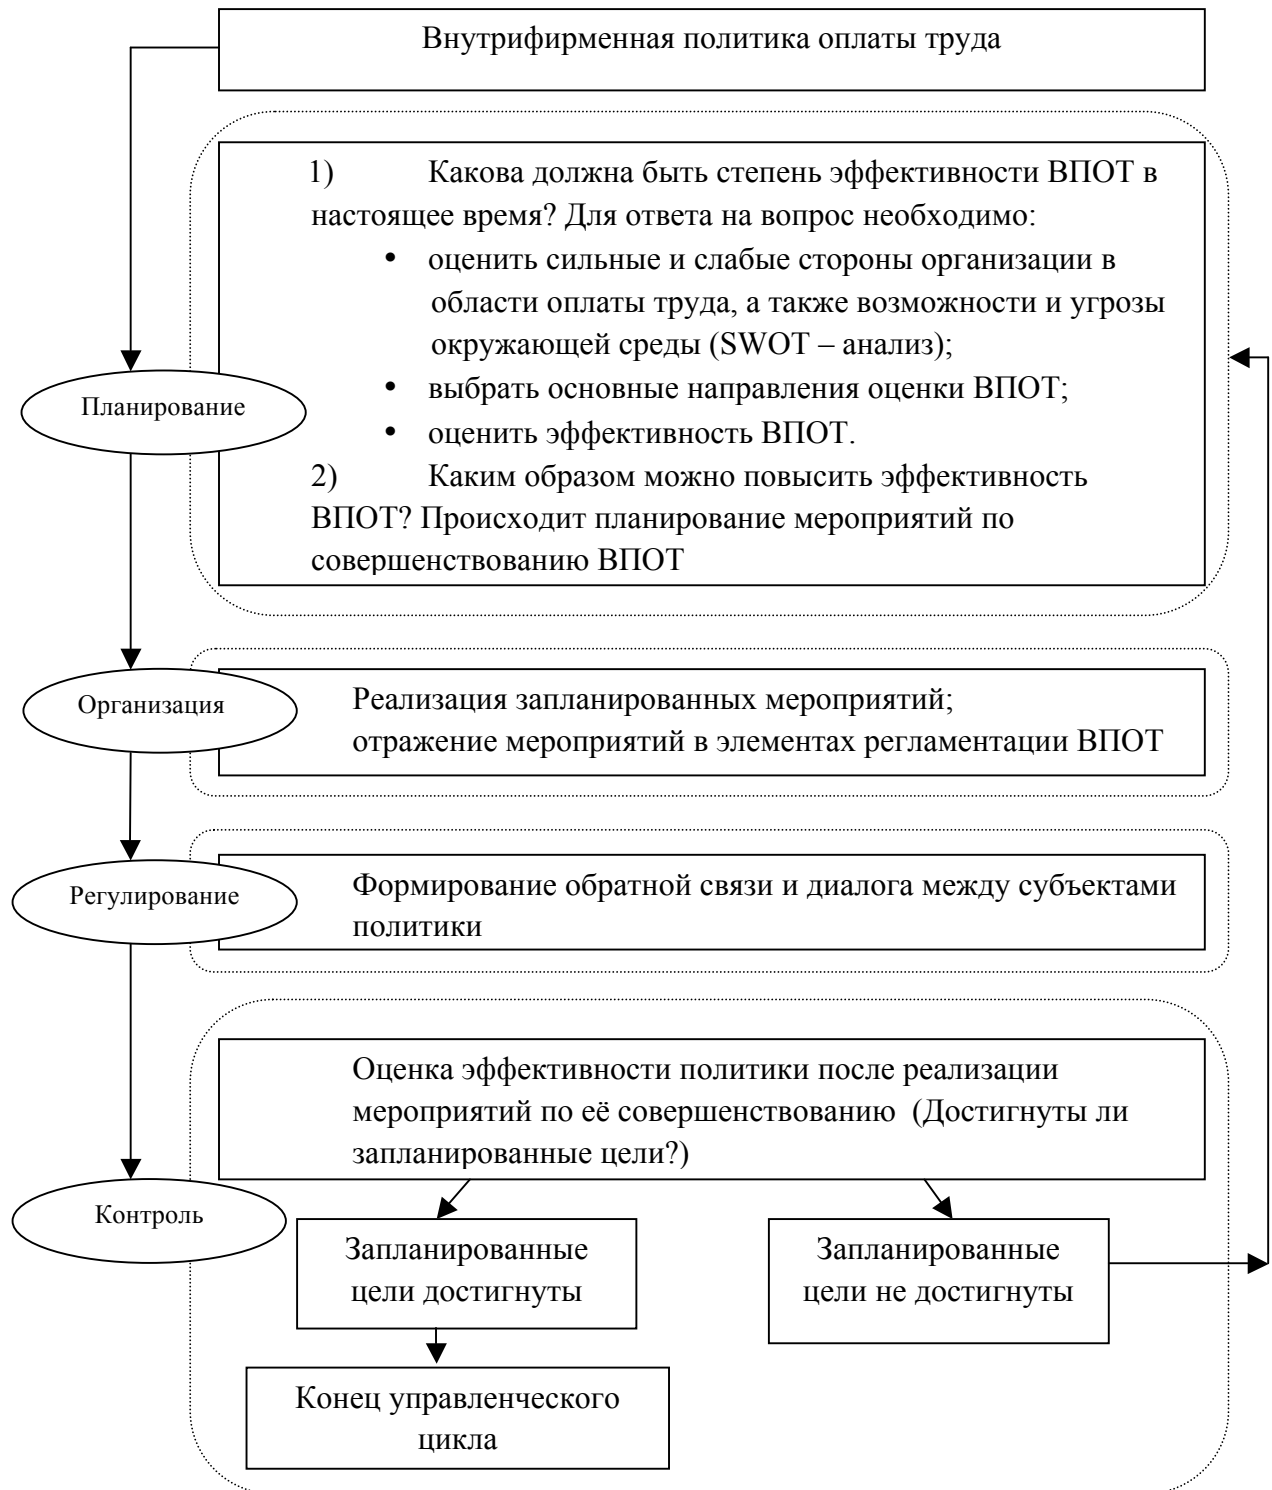 Внутрифирменная политика оплаты труда
1) Какова должна быть степень эффективности ВПОТ в
настоящее время? Для ответа на вопрос необходимо:
• оценить сильные и слабые стороны организации в
области оплаты труда, а также возможности и угрозы
окружающей среды (SWOT – анализ);
• выбрать основные направления оценки ВПОТ;
• оценить эффективность ВПОТ.
2) Каким образом можно повысить эффективность
ВПОТ? Происходит планирование мероприятий по
совершенствованию ВПОТ
Планирование
Организация
Реализация запланированных мероприятий;
отражение мероприятий в элементах регламентации ВПОТ
Регулирование
Формирование обратной связи и диалога между субъектами
политики
Оценка эффективности политики после реализации
мероприятий по её совершенствованию (Достигнуты ли
запланированные цели?)
Контроль
Запланированные
цели достигнуты
Запланированные
цели не достигнуты
Конец управленческого
цикла